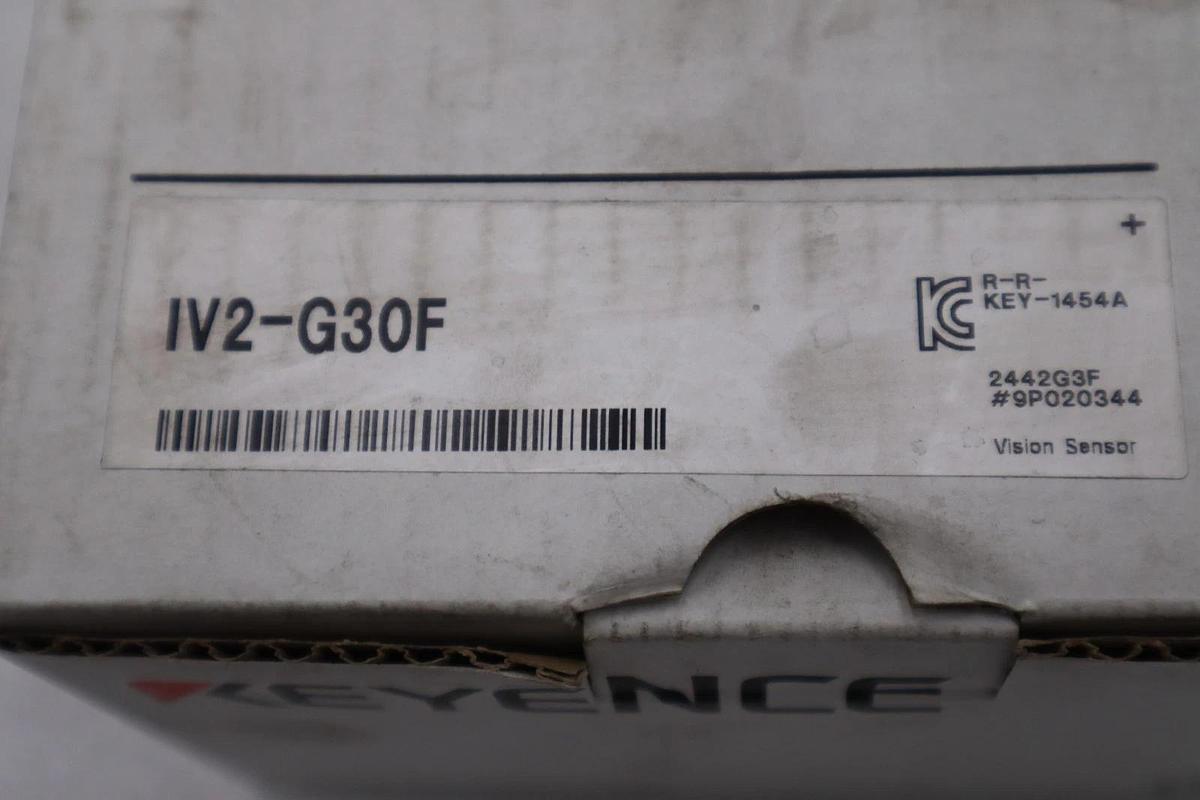 +
IV2-G30F
R-R-
KEY-1454A
2442G3F
#9P020344
Vision Sensor
KEYENCE